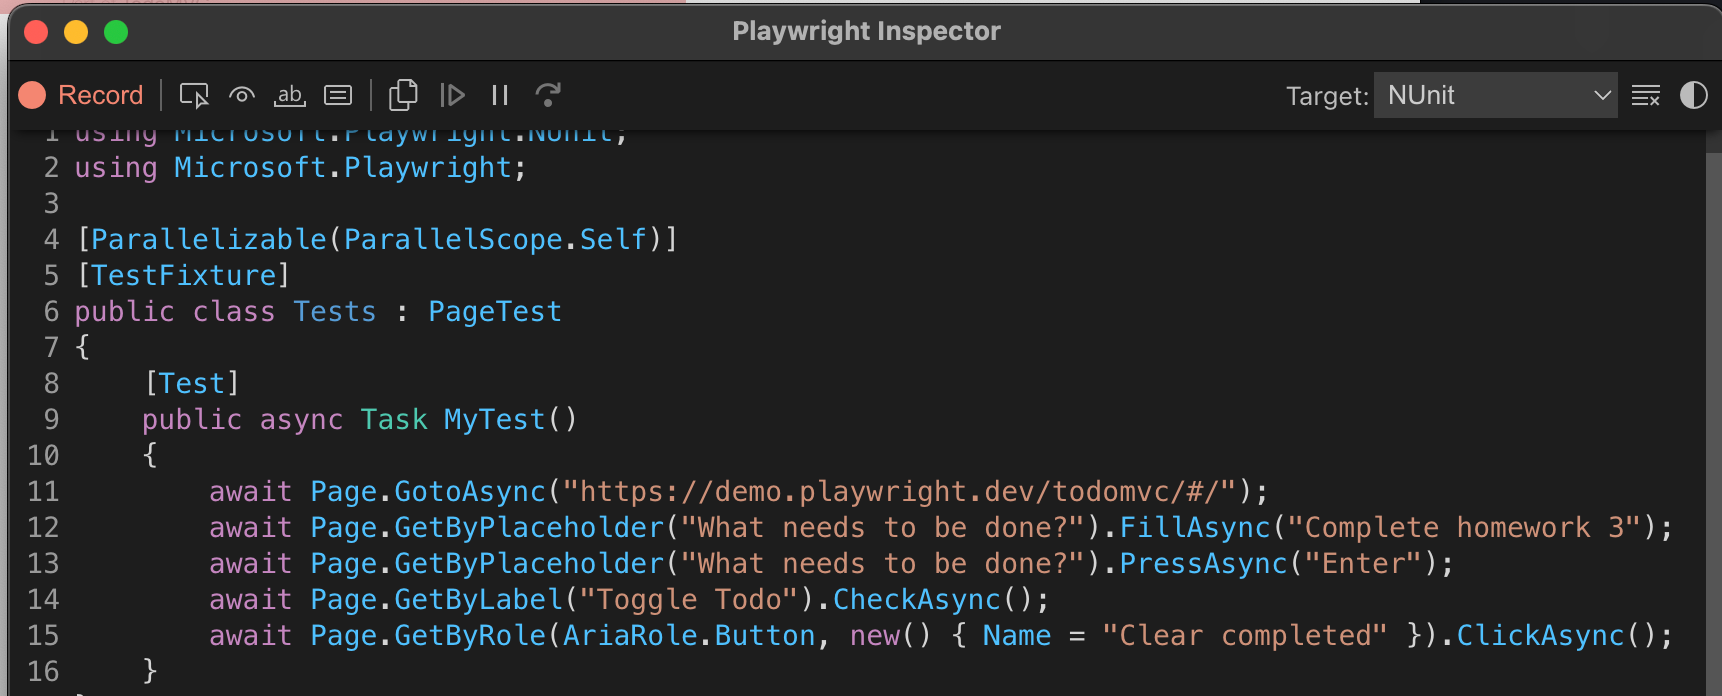 Playwright Inspector
Record
ab
Target: NUnit
1 using Microsoft.Playwright.NUnit;
2 using Microsoft.Playwright;
3
4 [Parallelizable(ParallelScope.Self)]
5 [TestFixture]
6 public class Tests : PageTest
7 {
8     [Test]
9     public async Task MyTest()
10     {
11         await Page.GotoAsync("https://demo.playwright.dev/todomvc/#/");
12         await Page.GetByPlaceholder("What needs to be done?").FillAsync("Complete homework 3");
13         await Page.GetByPlaceholder("What needs to be done?").PressAsync("Enter");
14         await Page.GetByLabel("Toggle Todo").CheckAsync();
15         await Page.GetByRole(AriaRole.Button, new() { Name = "Clear completed" }).ClickAsync();
16     }